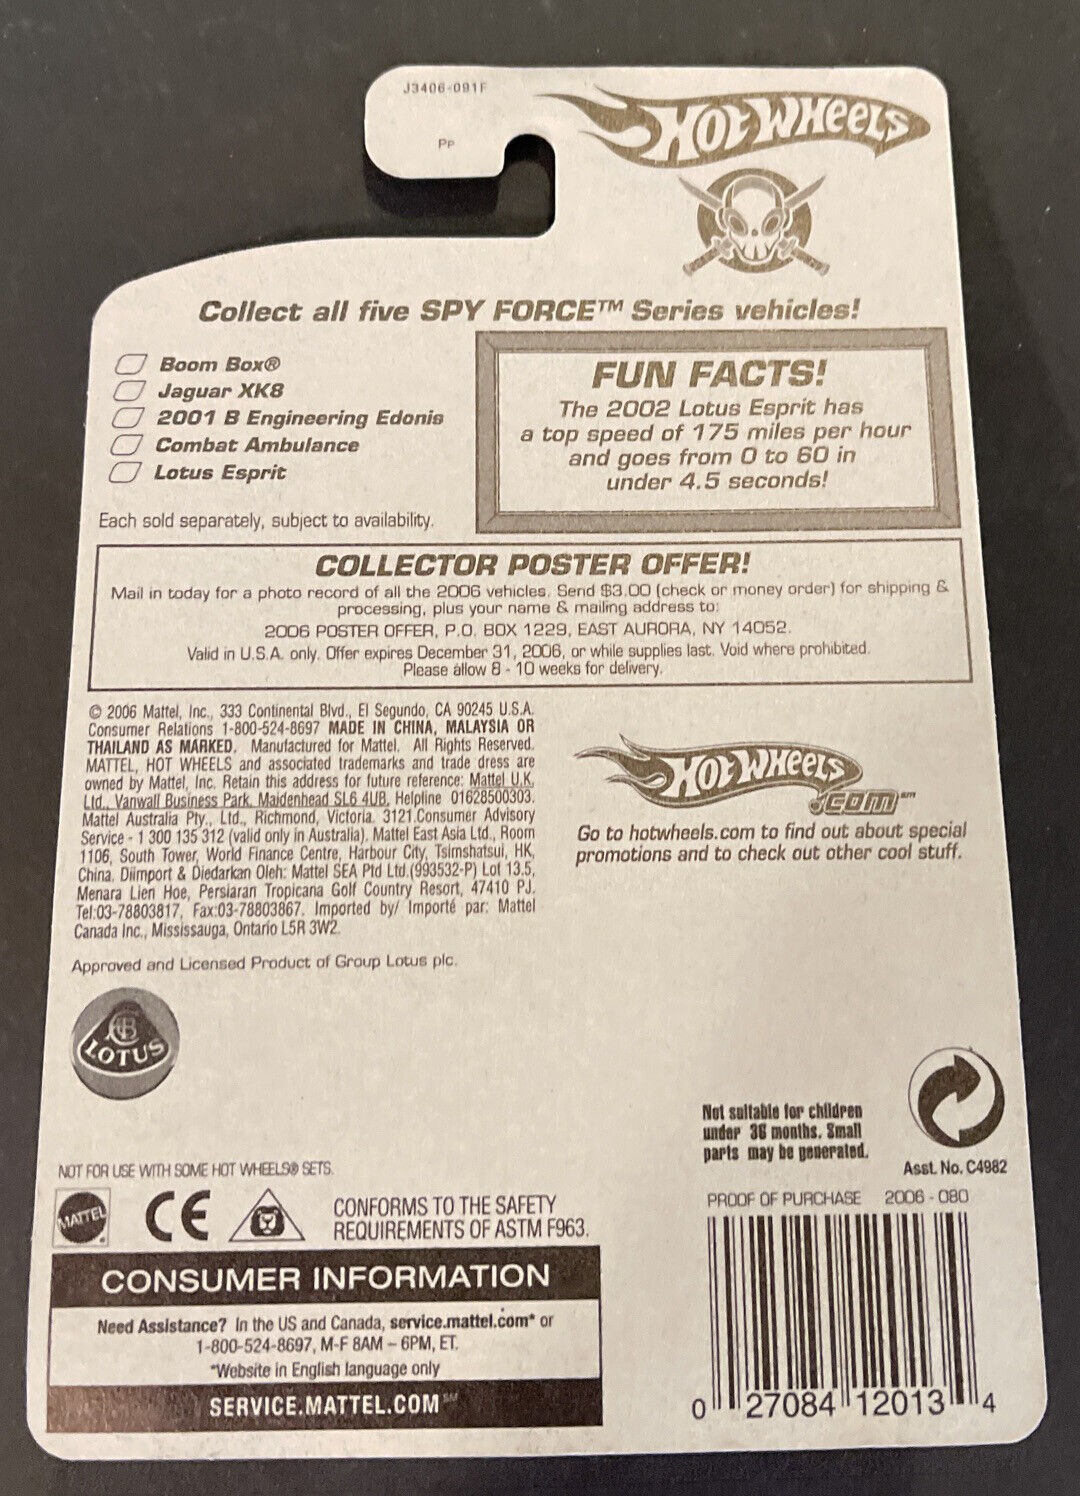 J3406-091F
PP
HOT WHEELS
Collect all five SPY FORCE™ Series vehicles!
Boom Box®
Jaguar XK8
2001 B Engineering Edonis
Combat Ambulance
Lotus Esprit
Each sold separately, subject to availability.
FUN FACTS!
The 2002 Lotus Esprit has
a top speed of 175 miles per hour
and goes from 0 to 60 in
under 4.5 seconds!
COLLECTOR POSTER OFFER!
Mail in today for a photo record of all the 2006 vehicles. Send $3.00 (check or money order) for shipping &
processing, plus your name & mailing address to:
2006 POSTER OFFER, P.O. BOX 1229, EAST AURORA, NY 14052.
Valid in U.S.A. only. Offer expires December 31, 2006, or while supplies last. Void where prohibited.
Please allow 8 - 10 weeks for delivery.
© 2006 Mattel, Inc., 333 Continental Blvd., El Segundo, CA 90245 U.S.A.
Consumer Relations 1-800-524-8697 MADE IN CHINA, MALAYSIA OR
THAILAND AS MARKED. Manufactured for Mattel. All Rights Reserved.
MATTEL, HOT WHEELS and associated trademarks and trade dress are
owned by Mattel, Inc. Retain this address for future reference: Mattel U.K.
Ltd., Vanwall Business Park, Maidenhead SL6 4UB. Helpline 01628500303.
Mattel Australia Pty., Ltd., Richmond, Victoria. 3121.Consumer Advisory
Service - 1 300 135 312 (valid only in Australia). Mattel East Asia Ltd., Room
1106, South Tower, World Finance Centre, Harbour City, Tsimshatsui, HK,
China. Diimport & Diedarkan Oleh: Mattel SEA Ptd Ltd.(993532-P) Lot 13.5,
Menara Lien Hoe, Persiaran Tropicana Golf Country Resort, 47410 PJ.
Tel:03-78803817, Fax:03-78803867. Imported by/ Importé par: Mattel
Canada Inc., Mississauga, Ontario L5R 3W2.
HOT WHEELS
.COM℠
Go to hotwheels.com to find out about special
promotions and to check out other cool stuff.
Approved and Licensed Product of Group Lotus plc.
LOTUS
Not suitable for children
under 36 months. Small
parts may be generated.
Asst. No. C4982
NOT FOR USE WITH SOME HOT WHEELS® SETS.
MATTEL
CE
CONFORMS TO THE SAFETY
REQUIREMENTS OF ASTM F963.
PROOF OF PURCHASE 2006 - 080
CONSUMER INFORMATION
Need Assistance? In the US and Canada, service.mattel.com* or
1-800-524-8697, M-F 8AM – 6PM, ET.
*Website in English language only
SERVICE.MATTEL.COM℠
0 27084 12013 4